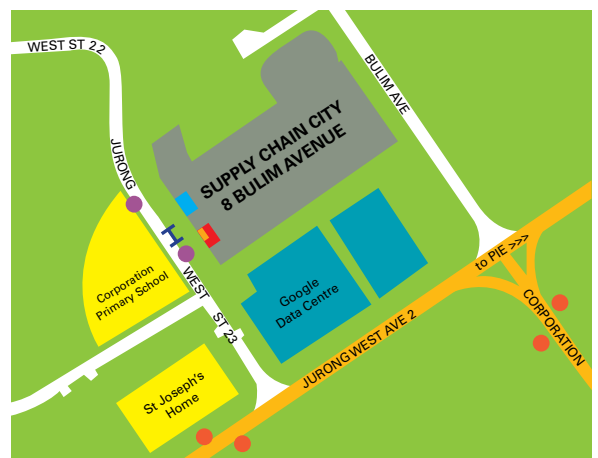 WEST ST 22
BULIM AVE
JURONG
SUPPLY CHAIN CITY
8 BULIM AVENUE
Corporation
Primary School
WEST ST 23
Google
Data Centre
to PIE >>>
CORPORATION
JURONG WEST AVE 2
St Joseph's
Home